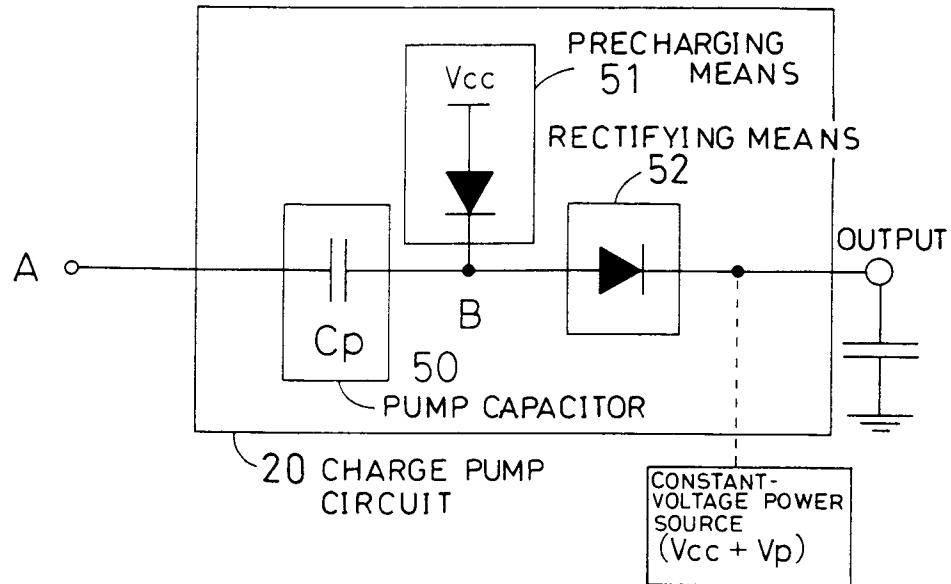 PRECHARGING
51 MEANS
Vcc
RECTIFYING MEANS
52
OUTPUT
A
B
Cp
50
PUMP CAPACITOR
20 CHARGE PUMP
CIRCUIT
CONSTANT-
VOLTAGE POWER
SOURCE
(Vcc + Vp)